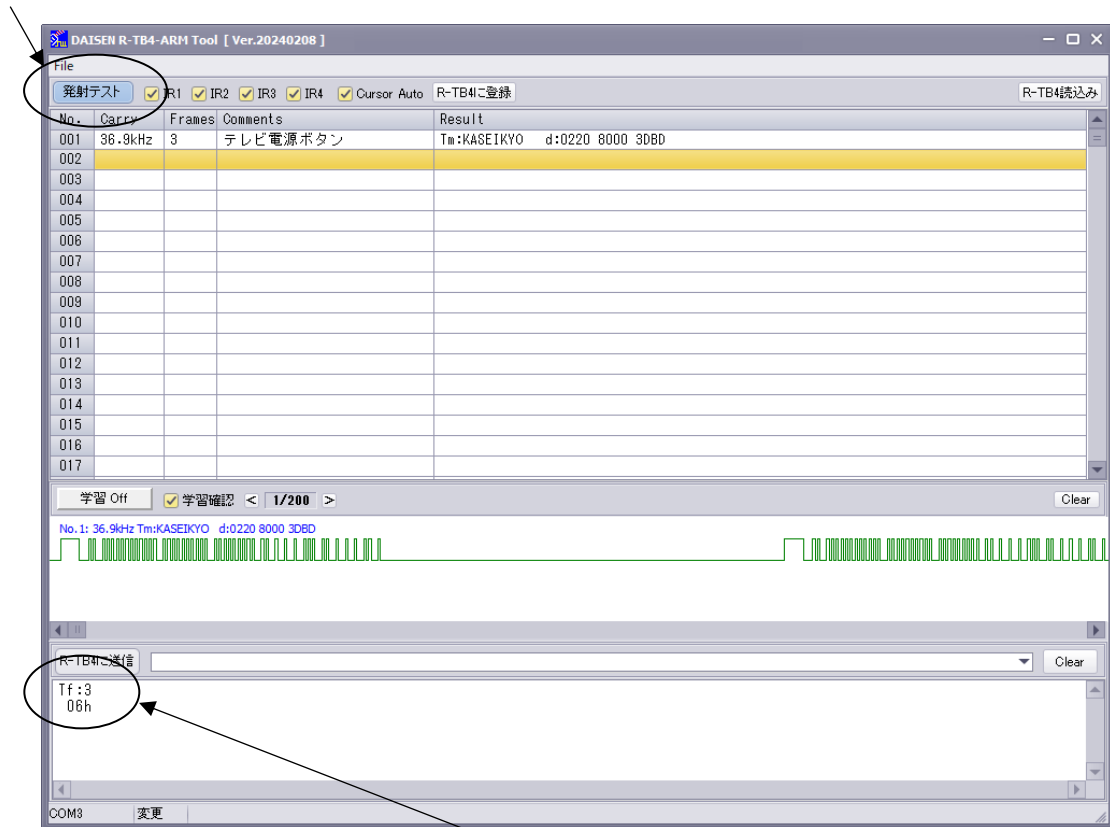 DAISEN R-TB4-ARM Tool [ Ver.20240208 ]
File
発射テスト IR1 IR2 IR3 IR4 Cursor Auto R-TB4に登録 R-TB4読込み
No. Carry Frames Comments Result
001 36.9kHz 3 テレビ電源ボタン Tm:KASEIKYO d:0220 8000 3DBD
002
003
004
005
006
007
008
009
010
011
012
013
014
015
016
017
学習 Off 学習確認 < 1/200 > Clear
No.1: 36.9kHz Tm:KASEIKYO d:0220 8000 3DBD
R-TB4に送信 Clear
Tf:3
06h
COM3 変更